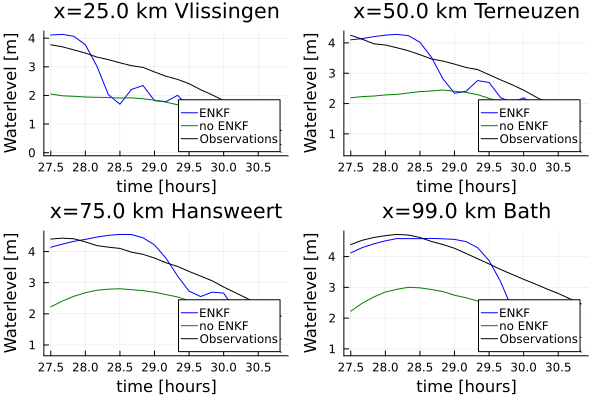 x=25.0 km Vlissingen
x=50.0 km Terneuzen
Waterlevel [m]
4
3
2
1
0
ENKF
no ENKF
Observations
27.5 28.0 28.5 29.0 29.5 30.0 30.5
time [hours]
Waterlevel [m]
4
3
2
1
ENKF
no ENKF
Observations
27.5 28.0 28.5 29.0 29.5 30.0 30.5
time [hours]
x=75.0 km Hansweert
x=99.0 km Bath
Waterlevel [m]
4
3
2
1
ENKF
no ENKF
Observations
27.5 28.0 28.5 29.0 29.5 30.0 30.5
time [hours]
Waterlevel [m]
4
3
2
1
ENKF
no ENKF
Observations
27.5 28.0 28.5 29.0 29.5 30.0 30.5
time [hours]